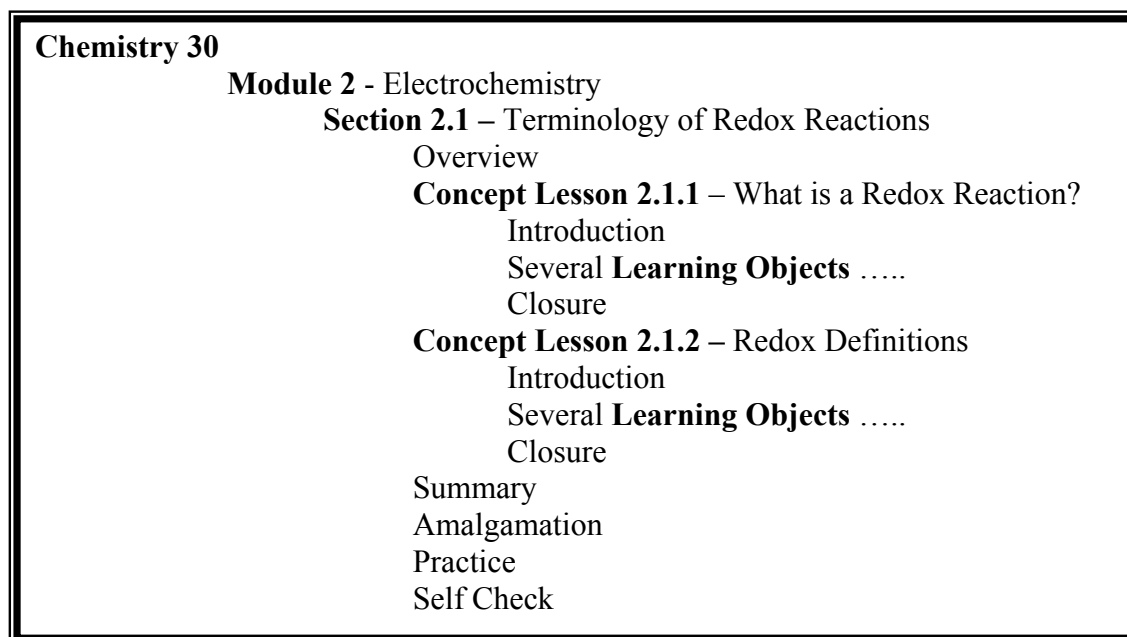 Chemistry 30
Module 2 - Electrochemistry
Section 2.1 – Terminology of Redox Reactions
Overview
Concept Lesson 2.1.1 – What is a Redox Reaction?
Introduction
Several Learning Objects …..
Closure
Concept Lesson 2.1.2 – Redox Definitions
Introduction
Several Learning Objects …..
Closure
Summary
Amalgamation
Practice
Self Check